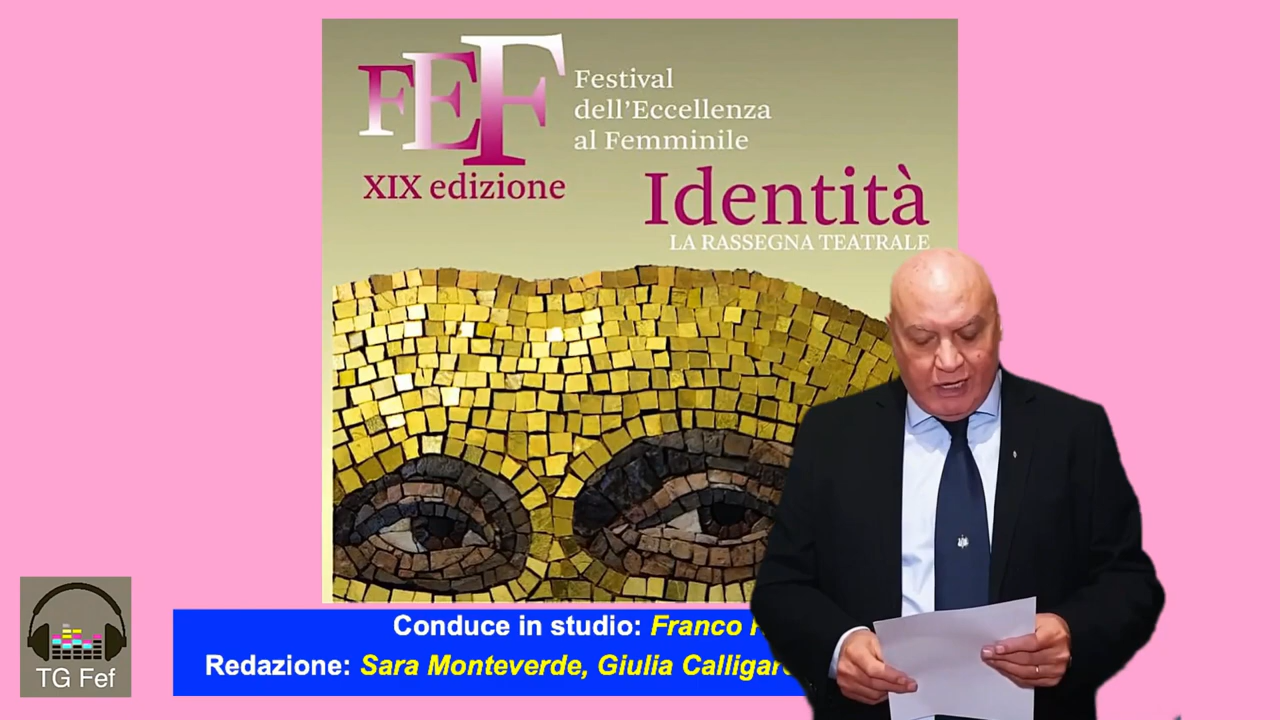 FEF
Festival
dell'Eccellenza
al Femminile
XIX edizione
Identità
LA RASSEGNA TEATRALE
Conduce in studio: Franco
Redazione: Sara Monteverde, Giulia
TG Fef